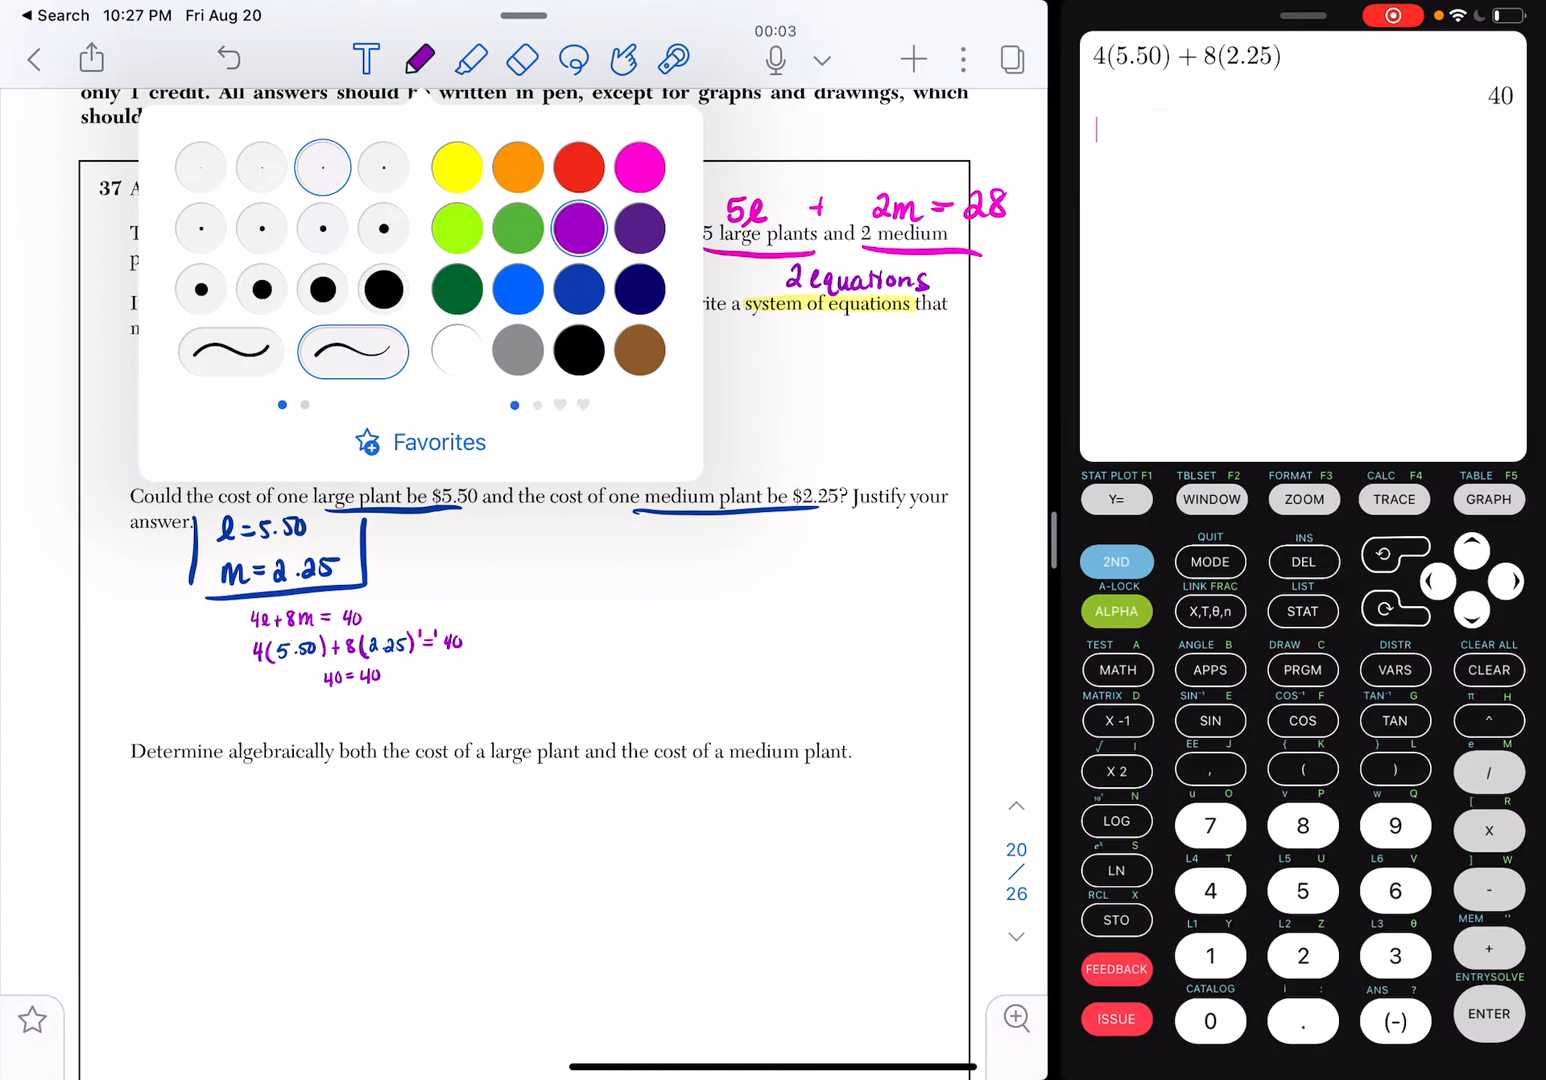 Search 10:27 PM Fri Aug 20
00:03
T
only 1 credit. All answers should written in pen, except for graphs and drawings, which
should
37 A
5l + 2m = 28
5 large plants and 2 medium
2 equations
write a system of equations that
Favorites
Could the cost of one large plant be $5.50 and the cost of one medium plant be $2.25? Justify your
answer.
l = 5.50
m = 2.25
4l + 8m = 40
4(5.50) + 8(2.25) '=' 40
40 = 40
Determine algebraically both the cost of a large plant and the cost of a medium plant.
20
/
26
4(5.50) + 8(2.25)
40
STAT PLOT F1 TBLSET F2 FORMAT F3 CALC F4 TABLE F5
Y= WINDOW ZOOM TRACE GRAPH
QUIT INS
2ND MODE DEL
A-LOCK LINK FRAC LIST
ALPHA X,T,θ,n STAT
TEST A ANGLE B DRAW C DISTR CLEAR ALL
MATH APPS PRGM VARS CLEAR
MATRIX D SIN⁻¹ E COS⁻¹ F TAN⁻¹ G π H
X -1 SIN COS TAN ^
√ I EE J { K } L e M
X 2 , ( ) /
10ˣ N u O v P w Q [ R
LOG 7 8 9 X
eˣ S L4 T L5 U L6 V ] W
LN 4 5 6 -
RCL X L1 Y L2 Z L3 θ MEM "
STO 1 2 3 +
FEEDBACK CATALOG i : ANS ? ENTRY SOLVE
ISSUE 0 . (-) ENTER